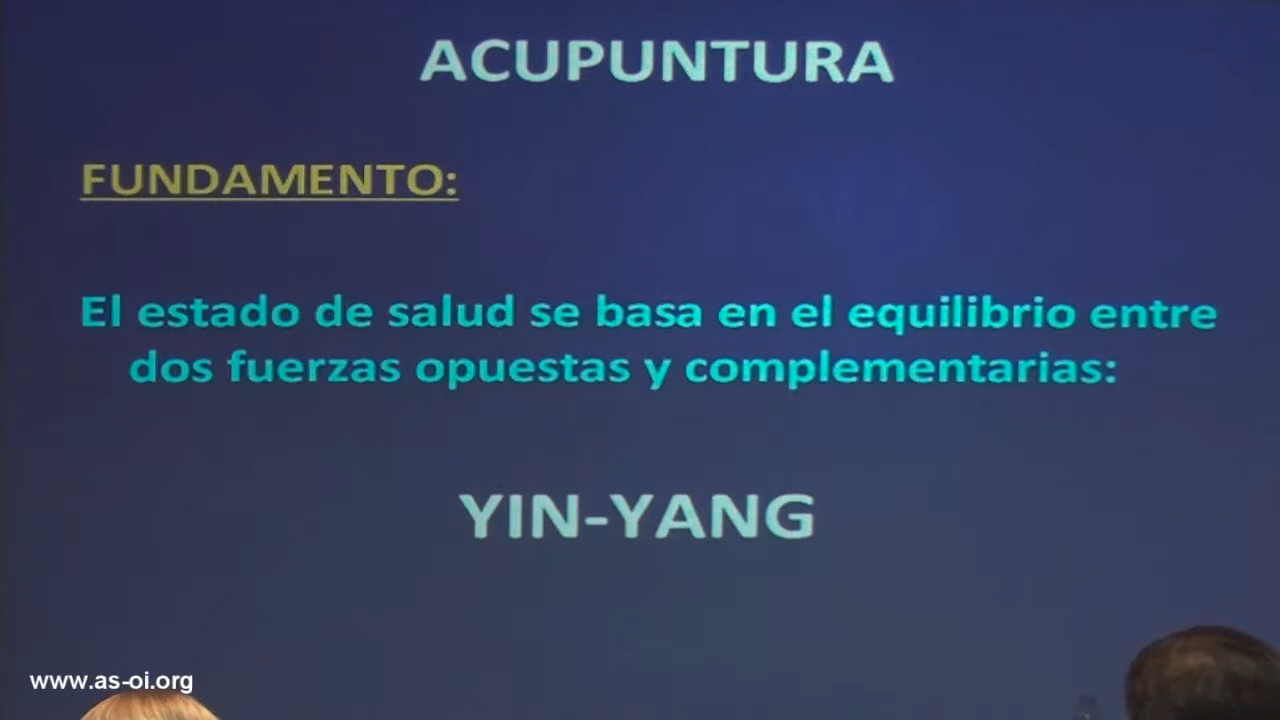 ACUPUNTURA
FUNDAMENTO:
El estado de salud se basa en el equilibrio entre
dos fuerzas opuestas y complementarias:
YIN-YANG
www.as-oi.org